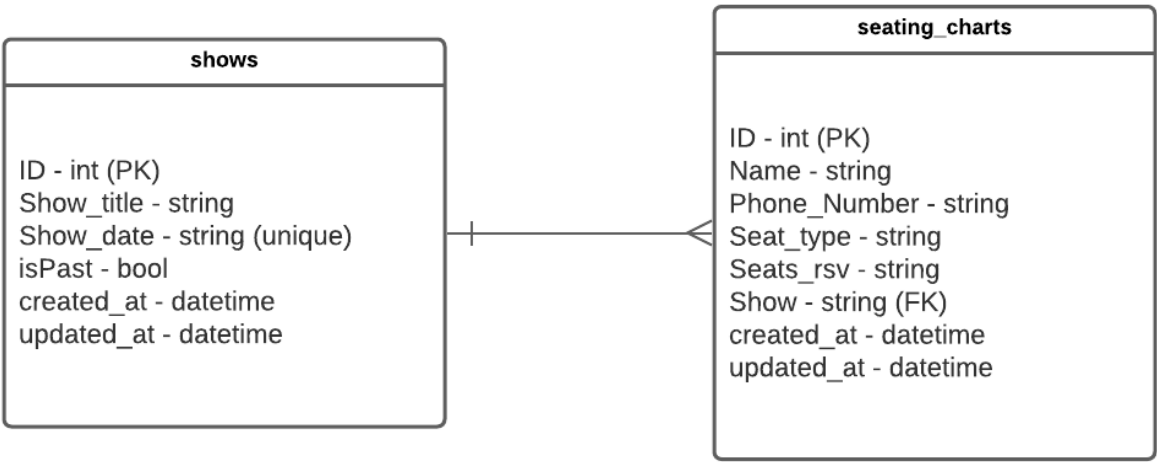 shows
ID - int (PK)
Show_title - string
Show_date - string (unique)
isPast - bool
created_at - datetime
updated_at - datetime
seating_charts
ID - int (PK)
Name - string
Phone_Number - string
Seat_type - string
Seats_rsv - string
Show - string (FK)
created_at - datetime
updated_at - datetime